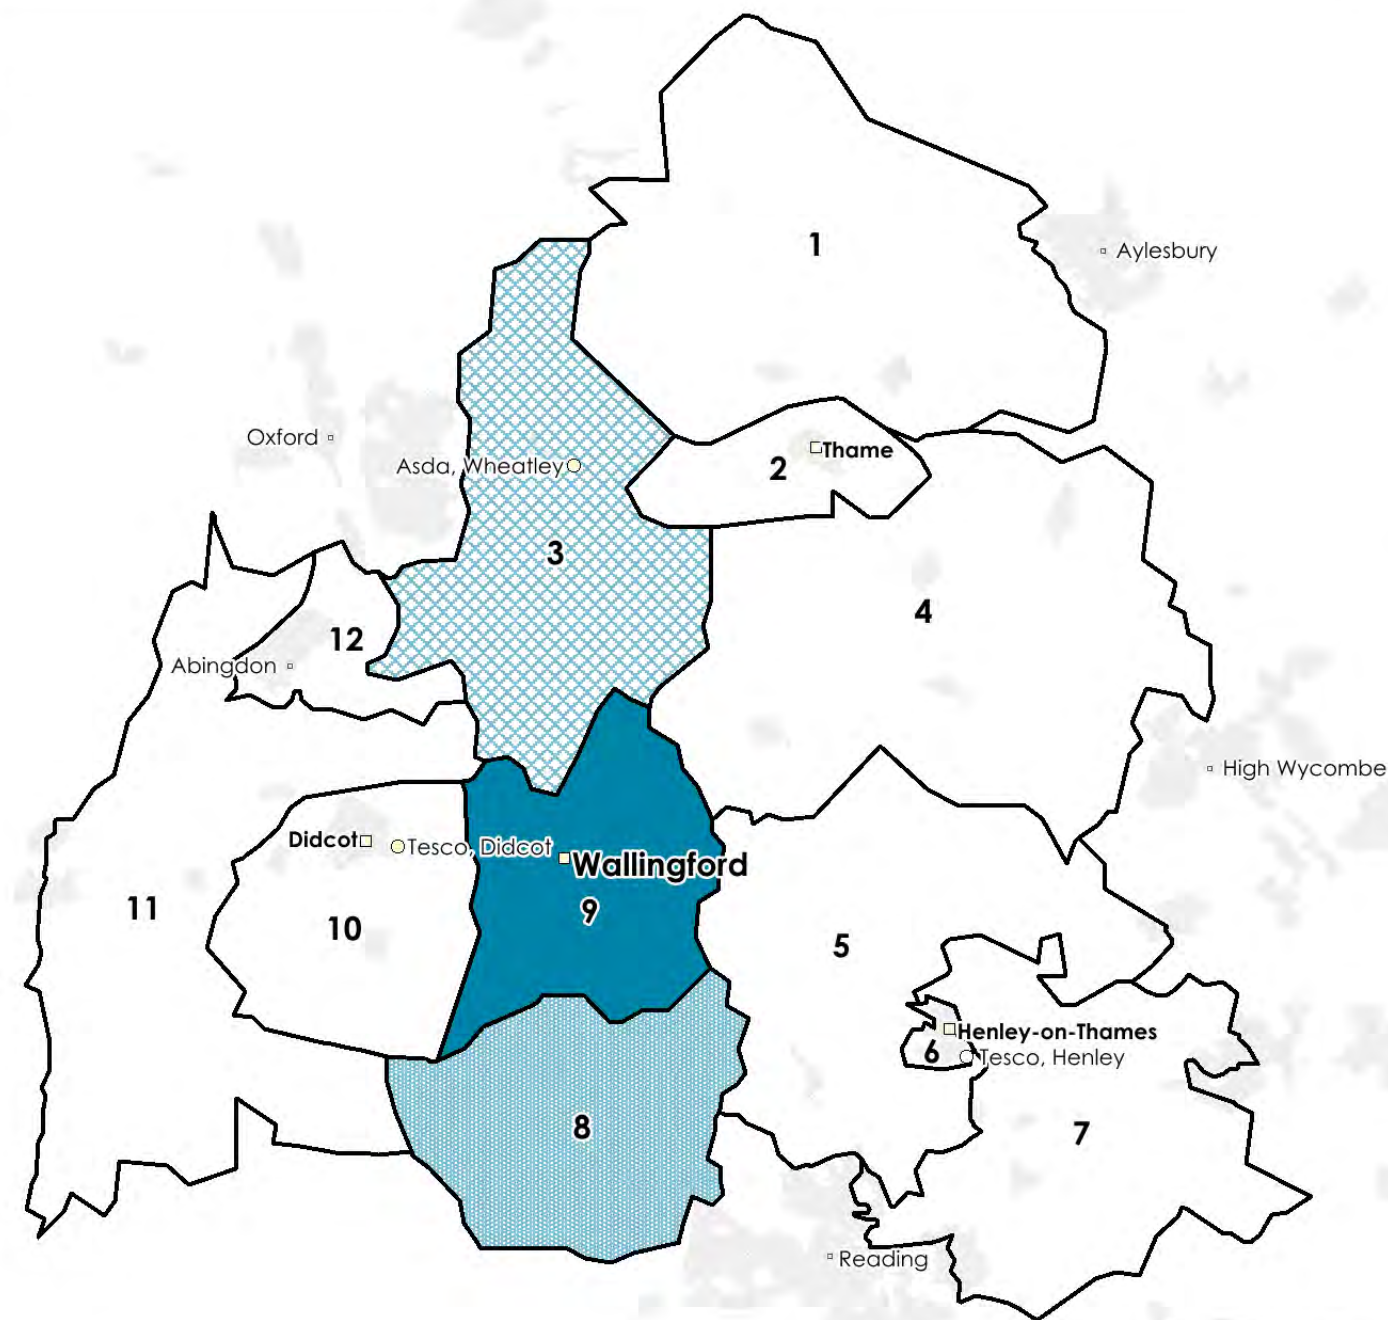 1
Aylesbury
Oxford
Thame
2
Asda, Wheatley
3
4
12
Abingdon
High Wycombe
Didcot
Tesco, Didcot
Wallingford
11
9
10
5
Henley-on-Thames
6
Tesco, Henley
8
7
Reading